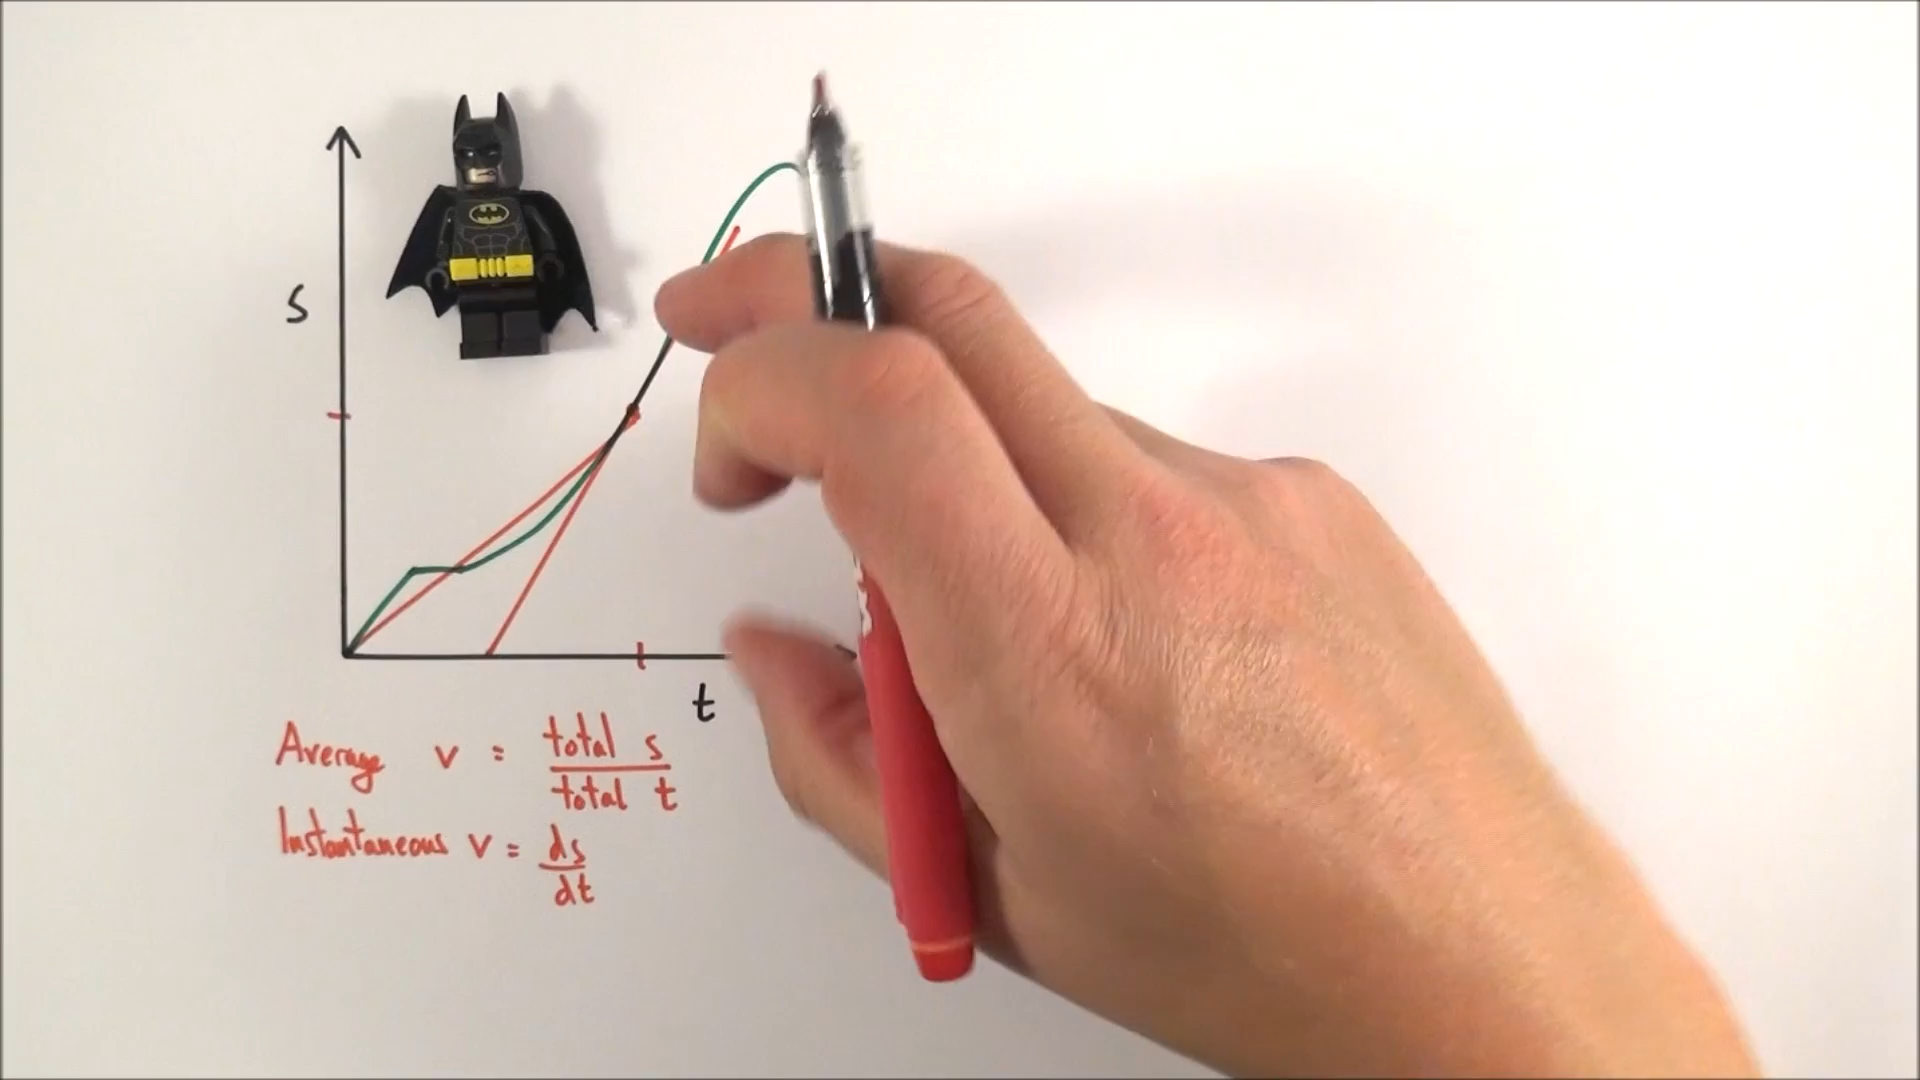 s
t
Average v = total s
total t
Instantaneous v = ds
dt